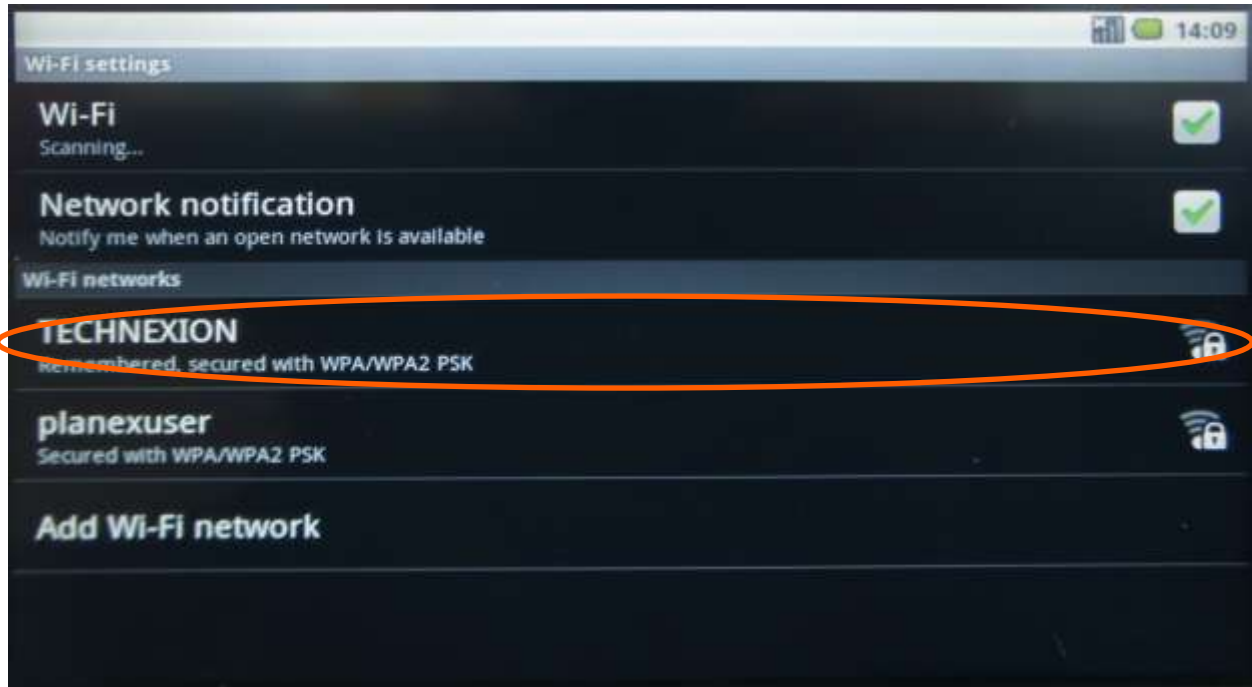 14:09
Wi-Fi settings
Wi-Fi
Scanning...
Network notification
Notify me when an open network is available
Wi-Fi networks
TECHNEXION
Remembered, secured with WPA/WPA2 PSK
planexuser
Secured with WPA/WPA2 PSK
Add Wi-Fi network